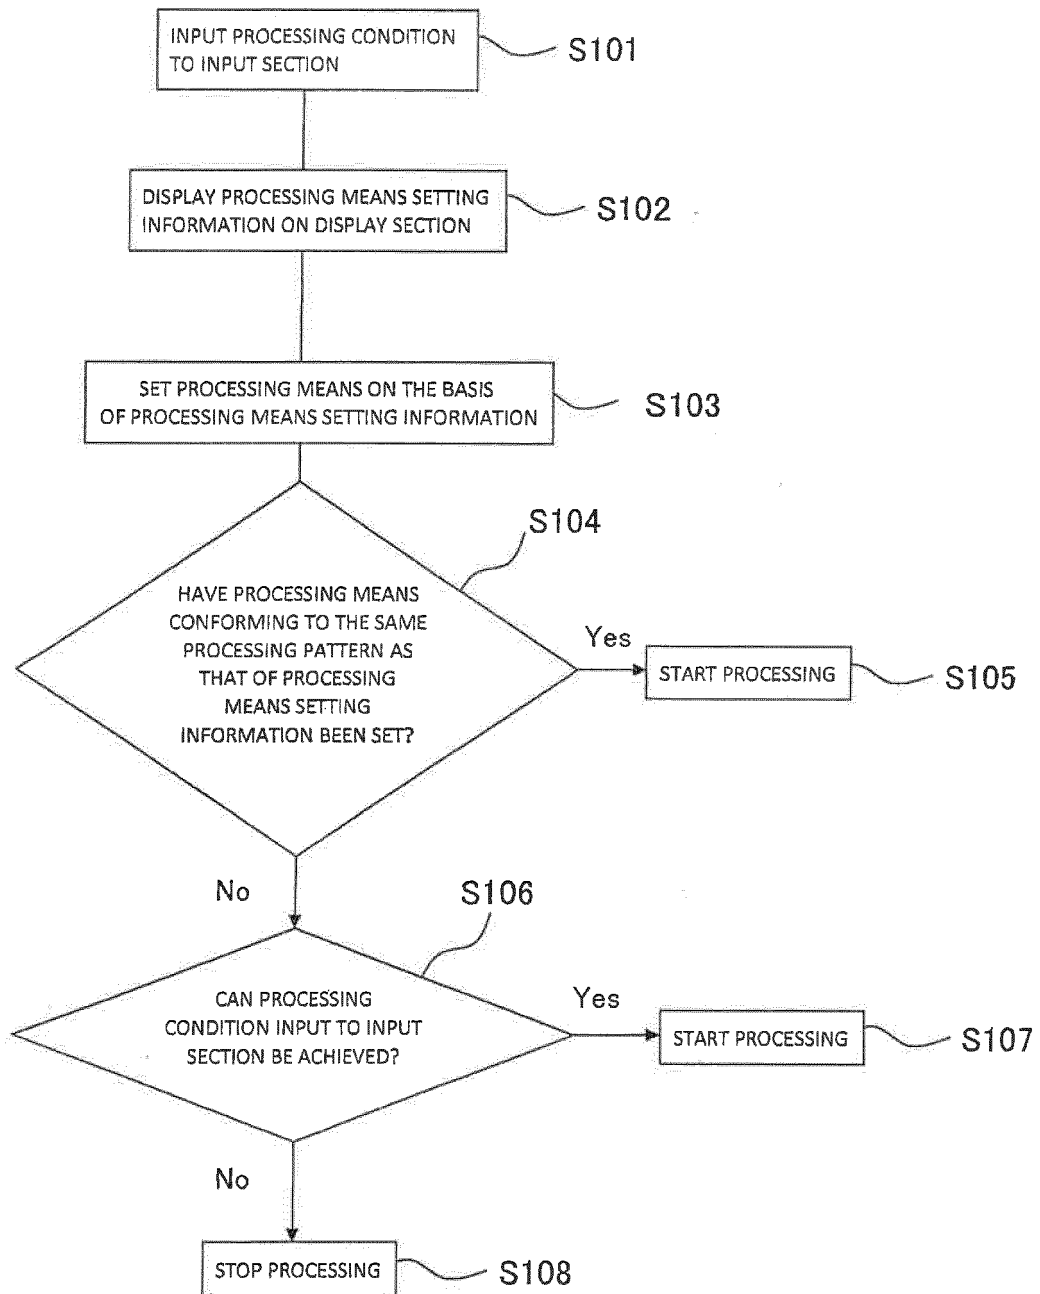 INPUT PROCESSING CONDITION
TO INPUT SECTION
S101
DISPLAY PROCESSING MEANS SETTING
INFORMATION ON DISPLAY SECTION
S102
SET PROCESSING MEANS ON THE BASIS
OF PROCESSING MEANS SETTING INFORMATION
S103
S104
HAVE PROCESSING MEANS
CONFORMING TO THE SAME
PROCESSING PATTERN AS
THAT OF PROCESSING
MEANS SETTING
INFORMATION BEEN SET?
Yes
START PROCESSING
S105
No
S106
CAN PROCESSING
CONDITION INPUT TO INPUT
SECTION BE ACHIEVED?
Yes
START PROCESSING
S107
No
STOP PROCESSING
S108